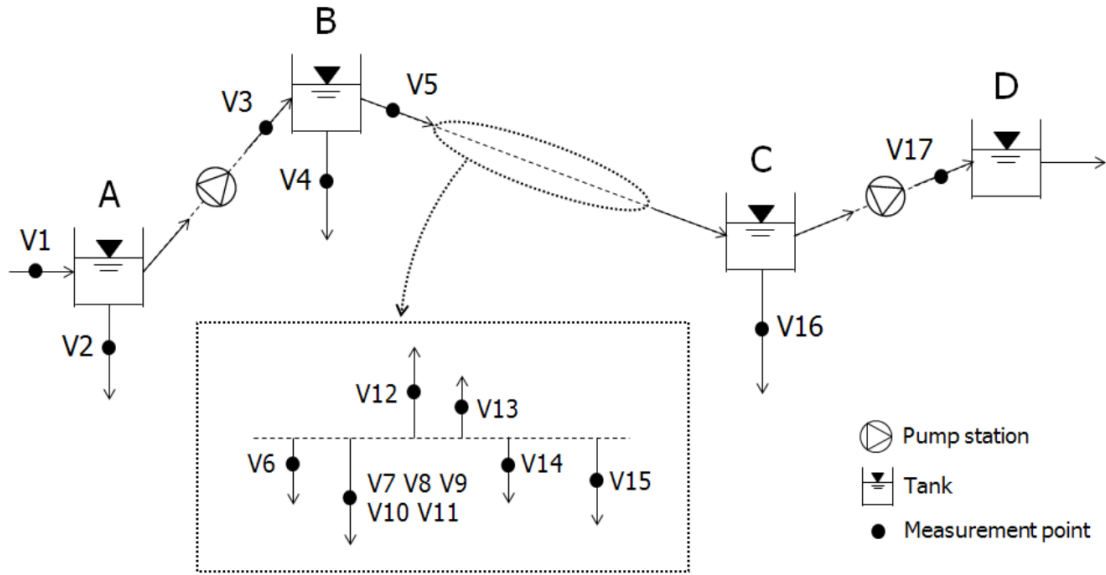 B
V5
D
V3
C
V17
V4
A
V1
V16
V2
V12
V13
V6
V14
V7 V8 V9
V15
V10 V11
Pump station
Tank
Measurement point